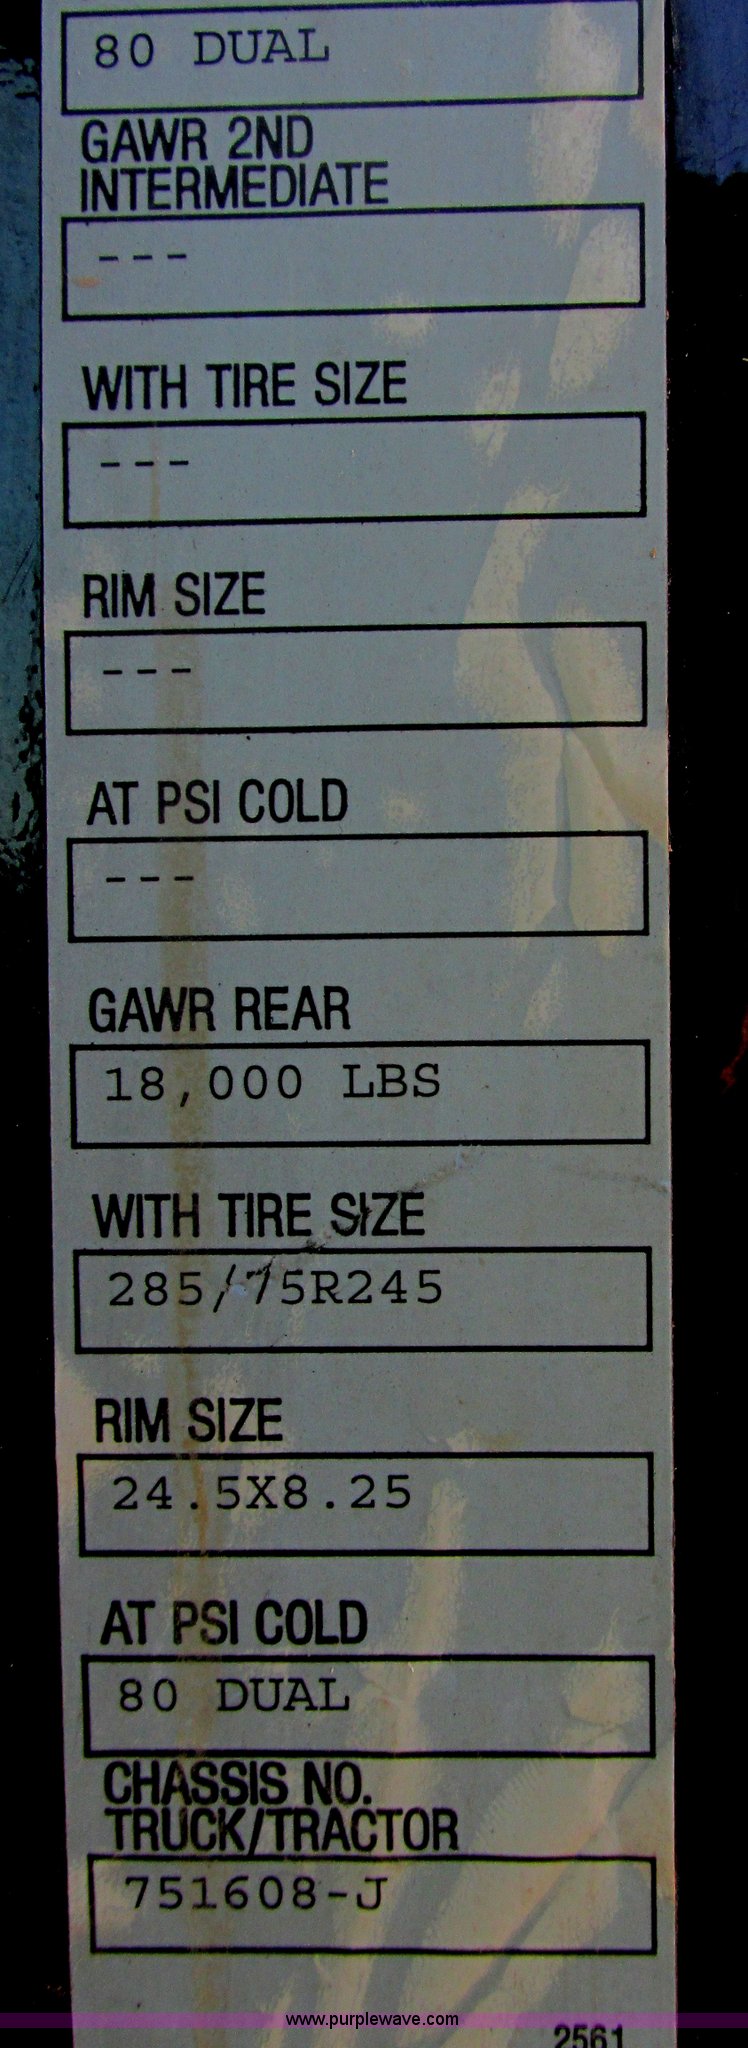 80 DUAL
GAWR 2ND
INTERMEDIATE
---
WITH TIRE SIZE
---
RIM SIZE
---
AT PSI COLD
---
GAWR REAR
18,000 LBS
WITH TIRE SIZE
285/75R245
RIM SIZE
24.5X8.25
AT PSI COLD
80 DUAL
CHASSIS NO.
TRUCK/TRACTOR
751608-J
www.purplewave.com
2561